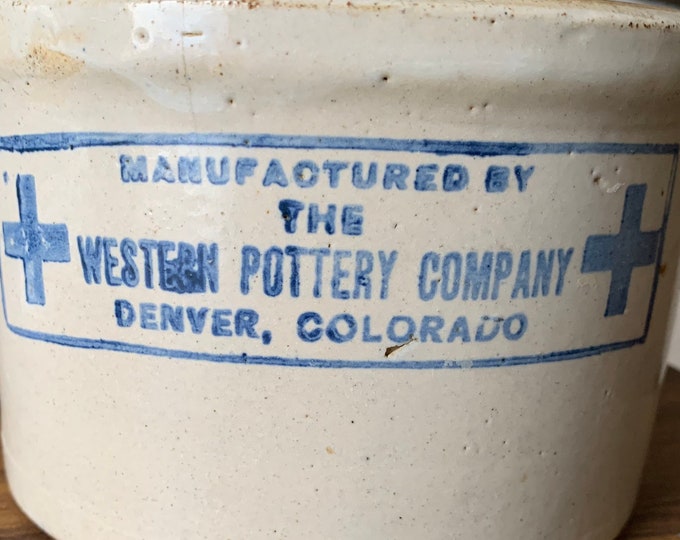 MANUFACTURED BY
THE
WESTERN POTTERY COMPANY
DENVER, COLORADO